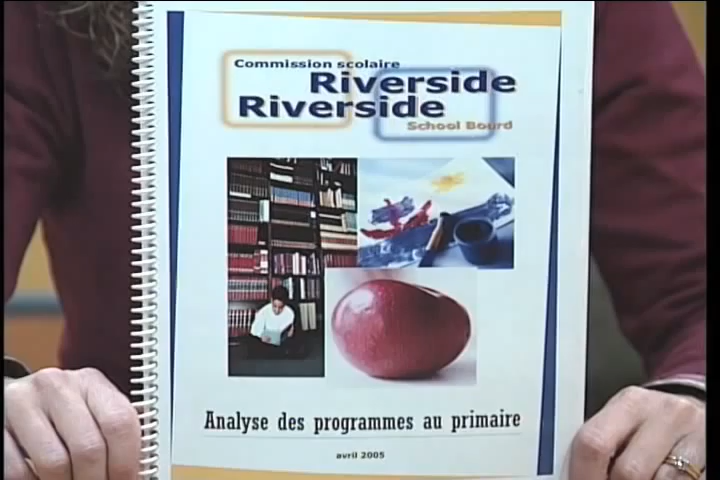 Commission scolaire
Riverside
Riverside
School Board
Analyse des programmes au primaire
avril 2005